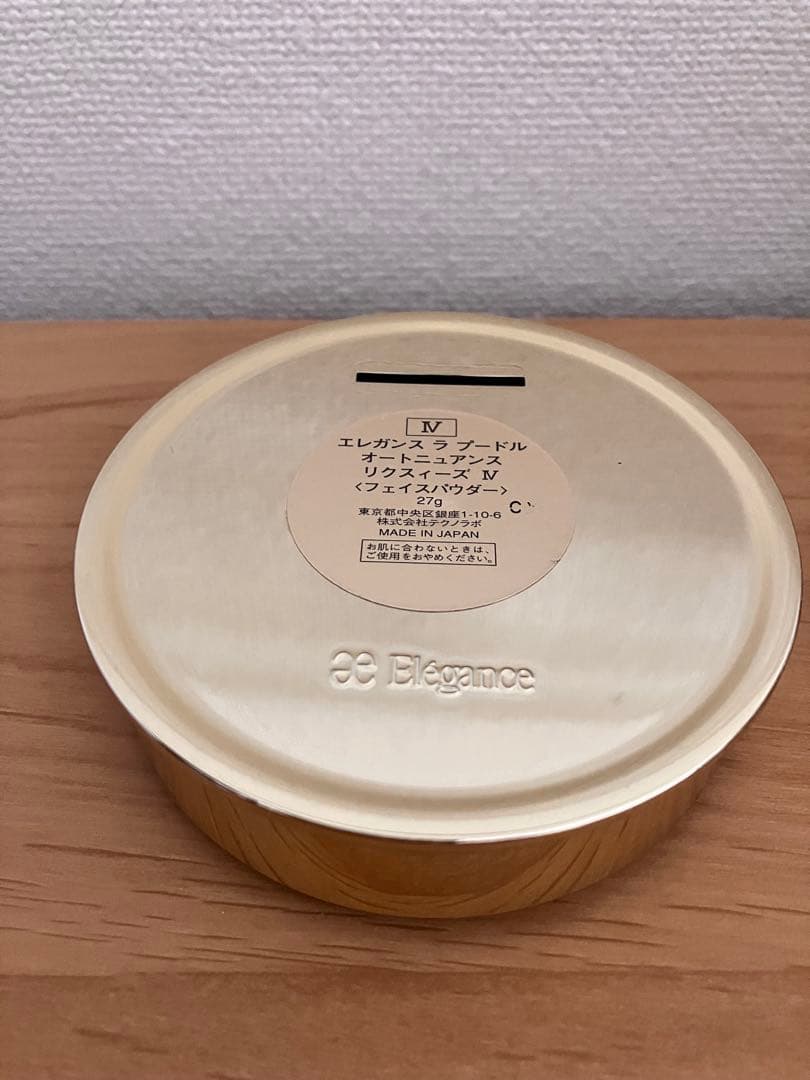 Ⅳ
エレガンス ラ プードル
オートニュアンス
リクスィーズ Ⅳ
〈フェイスパウダー〉
27g
東京都中央区銀座1-10-6
株式会社テクノラボ
MADE IN JAPAN
お肌に合わないときは、
ご使用をおやめください。
Elégance